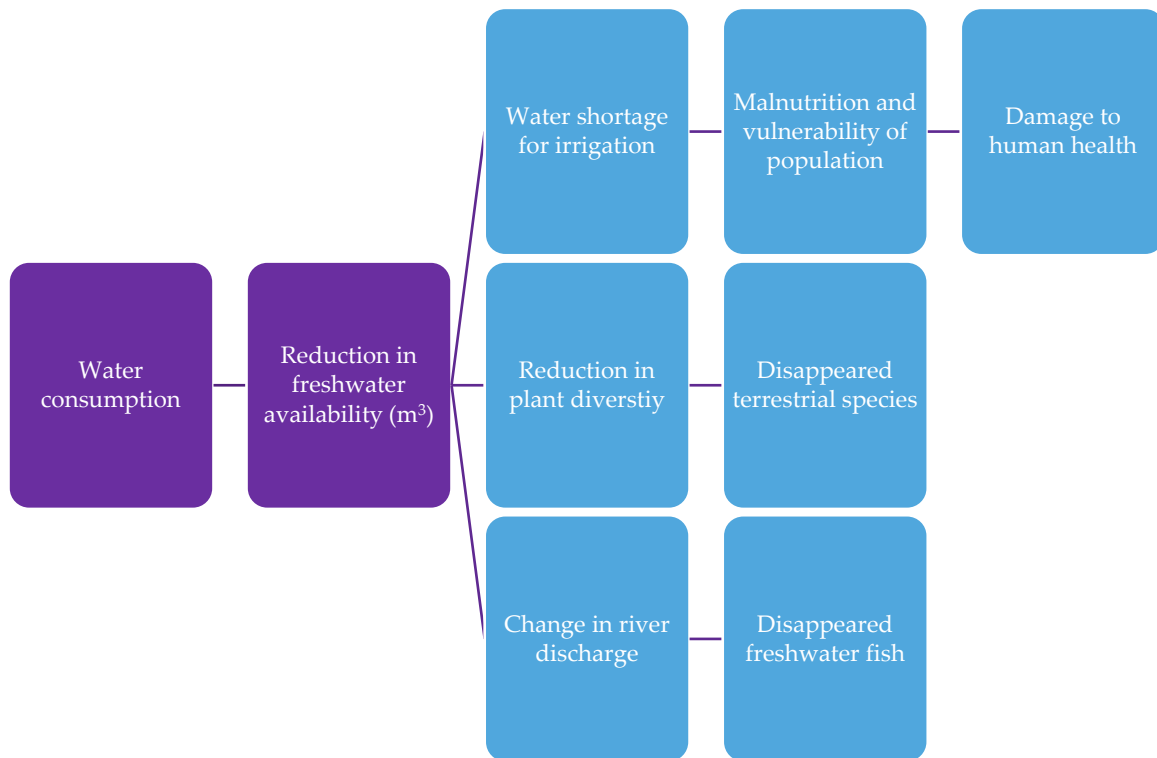 Water shortage
for irrigation
Malnutrition and
vulnerability of
population
Damage to
human health
Water
consumption
Reduction in
freshwater
availability (m³)
Reduction in
plant diverstiy
Disappeared
terrestrial species
Change in river
discharge
Disappeared
freshwater fish